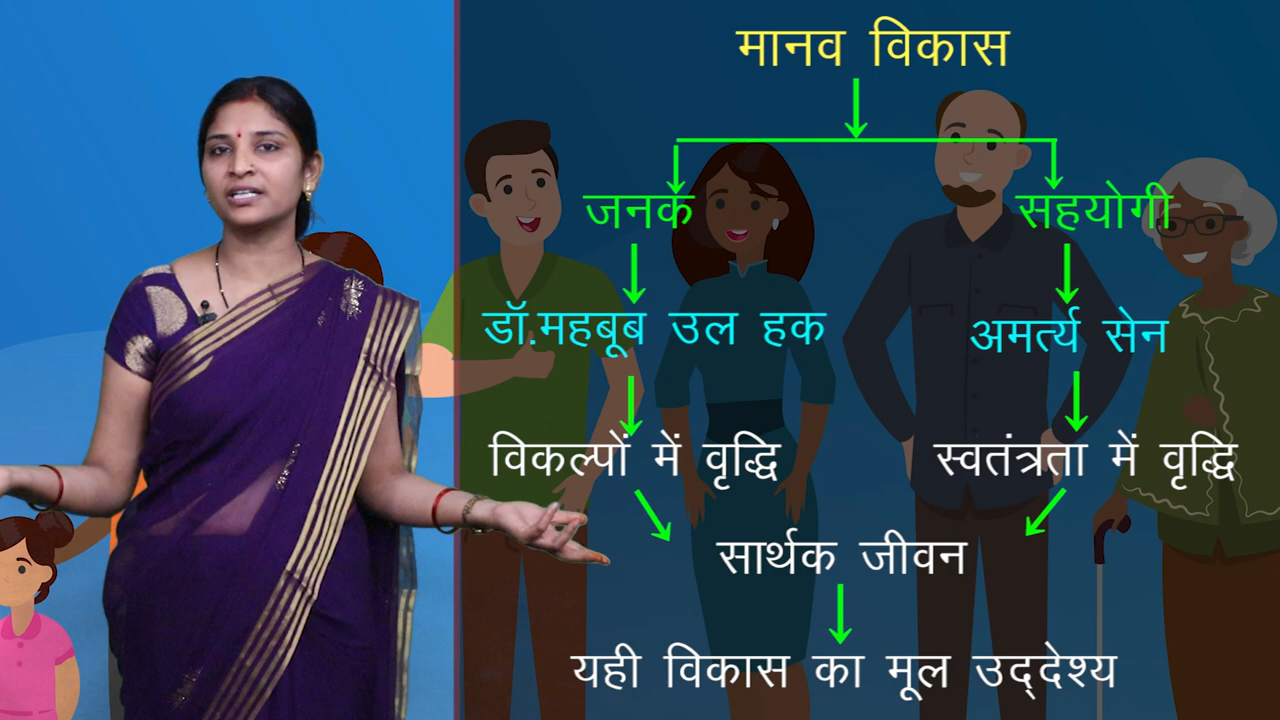 मानव विकास
जनक सहयोगी
डॉ.महबूब उल हक अमर्त्य सेन
विकल्पों में वृद्धि स्वतंत्रता में वृद्धि
सार्थक जीवन
यही विकास का मूल उद्‌देश्य